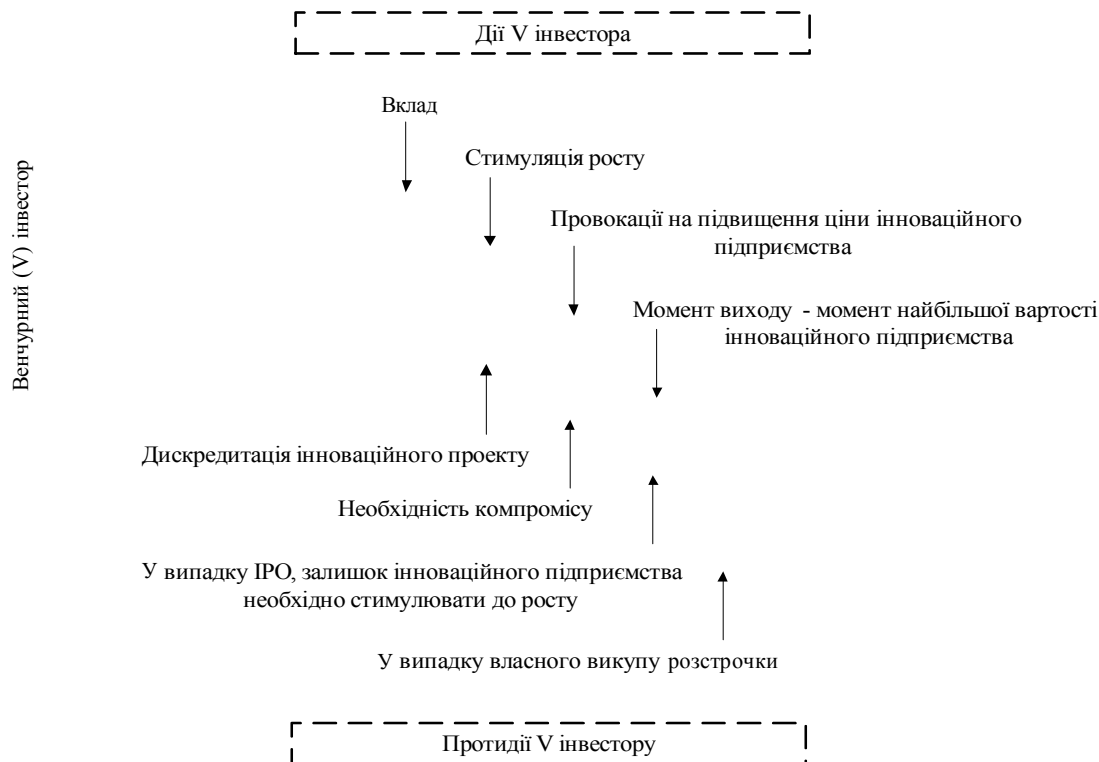 Дії V інвестора
Вклад
Стимуляція росту
Венчурний (V) інвестор
Провокації на підвищення ціни інноваційного
підприємства
Момент виходу - момент найбільшої вартості
інноваційного підприємства
Дискредитація інноваційного проекту
Необхідність компромісу
У випадку IPO, залишок інноваційного підприємства
необхідно стимулювати до росту
У випадку власного викупу розстрочки
Протидії V інвестору